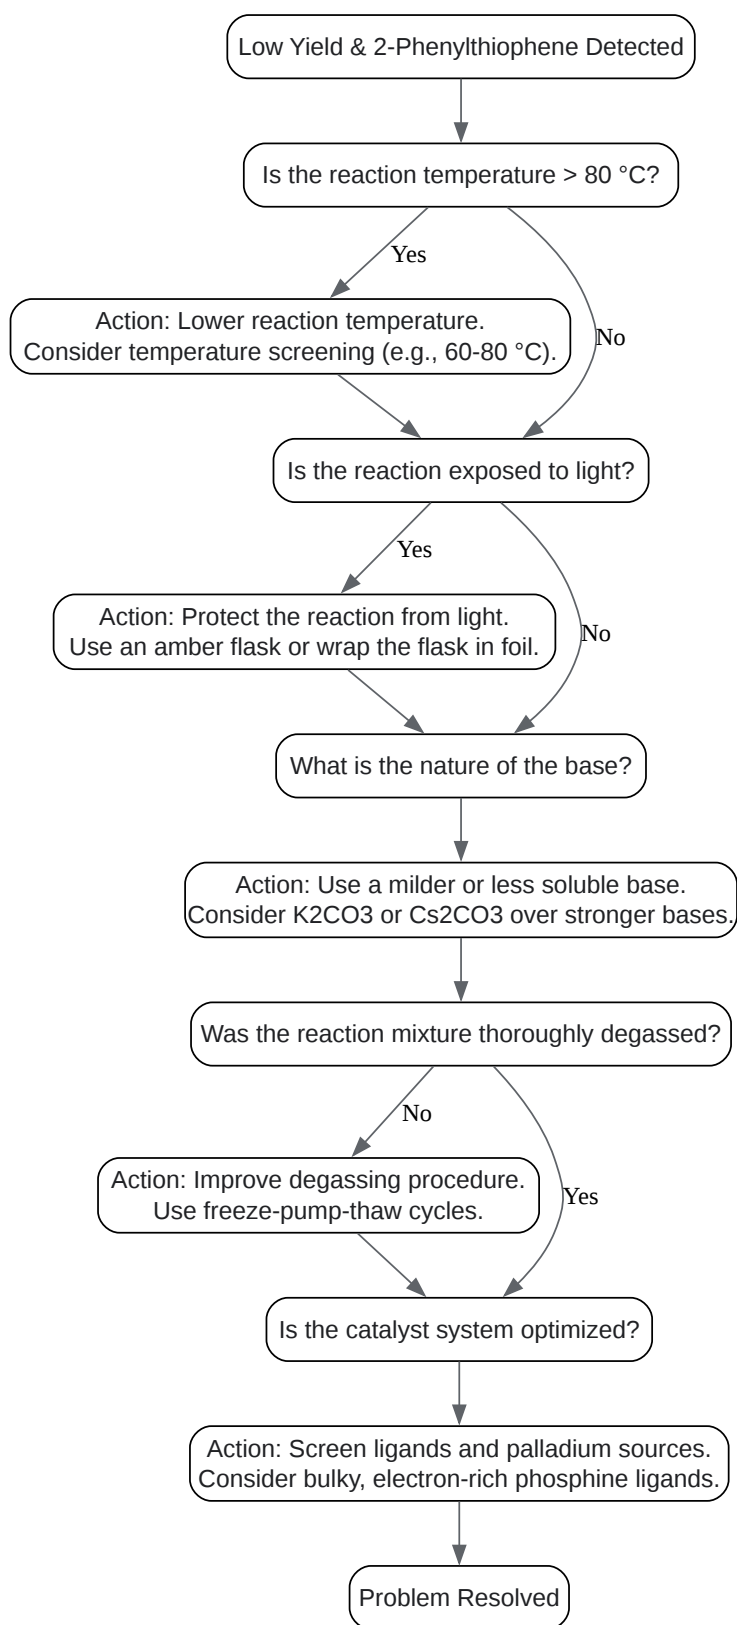 Low Yield & 2-Phenylthiophene Detected
Is the reaction temperature > 80 °C?
Yes
Action: Lower reaction temperature.
Consider temperature screening (e.g., 60-80 °C).
No
Is the reaction exposed to light?
Yes
Action: Protect the reaction from light.
Use an amber flask or wrap the flask in foil.
No
What is the nature of the base?
Action: Use a milder or less soluble base.
Consider K2CO3 or Cs2CO3 over stronger bases.
Was the reaction mixture thoroughly degassed?
No
Action: Improve degassing procedure.
Use freeze-pump-thaw cycles.
Yes
Is the catalyst system optimized?
Action: Screen ligands and palladium sources.
Consider bulky, electron-rich phosphine ligands.
Problem Resolved